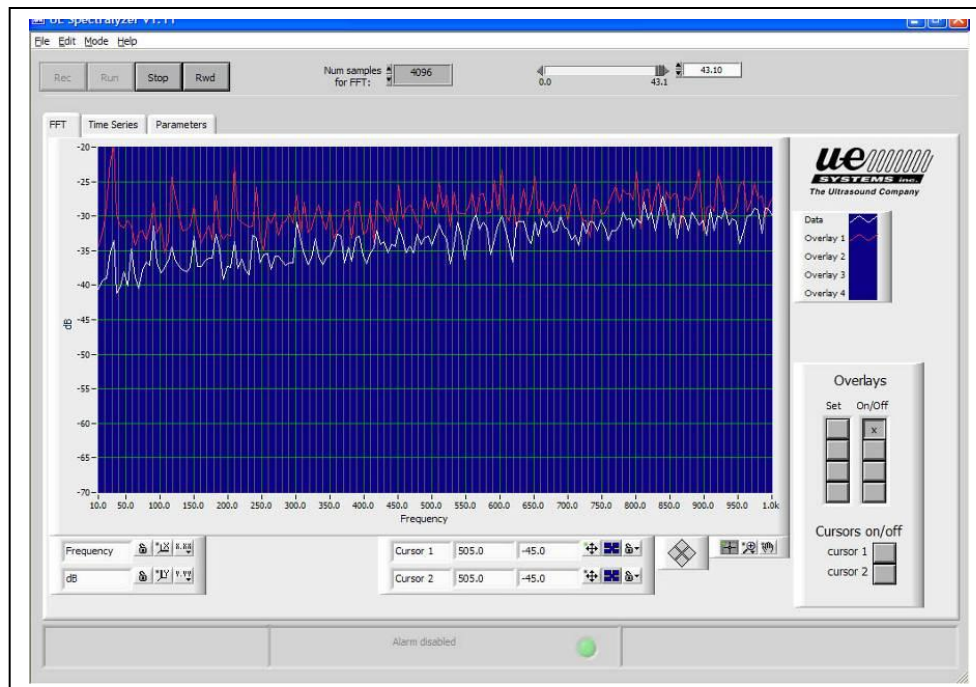 UE Spectralyzer V1.11
File Edit Mode Help
Rec Run Stop Rwd
Num samples for FFT: 4096
0.0 43.1 43.10
FFT Time Series Parameters
-20
-25
-30
-35
-40
-45
-50
-55
-60
-65
-70
dB
10.0 50.0 100.0 150.0 200.0 250.0 300.0 350.0 400.0 450.0 500.0 550.0 600.0 650.0 700.0 750.0 800.0 850.0 900.0 950.0 1.0k
Frequency
ue
SYSTEMS inc.
The Ultrasound Company
Data
Overlay 1
Overlay 2
Overlay 3
Overlay 4
Overlays
Set On/Off
x
Cursors on/off
cursor 1
cursor 2
Frequency
dB
Cursor 1 505.0 -45.0
Cursor 2 505.0 -45.0
Alarm disabled